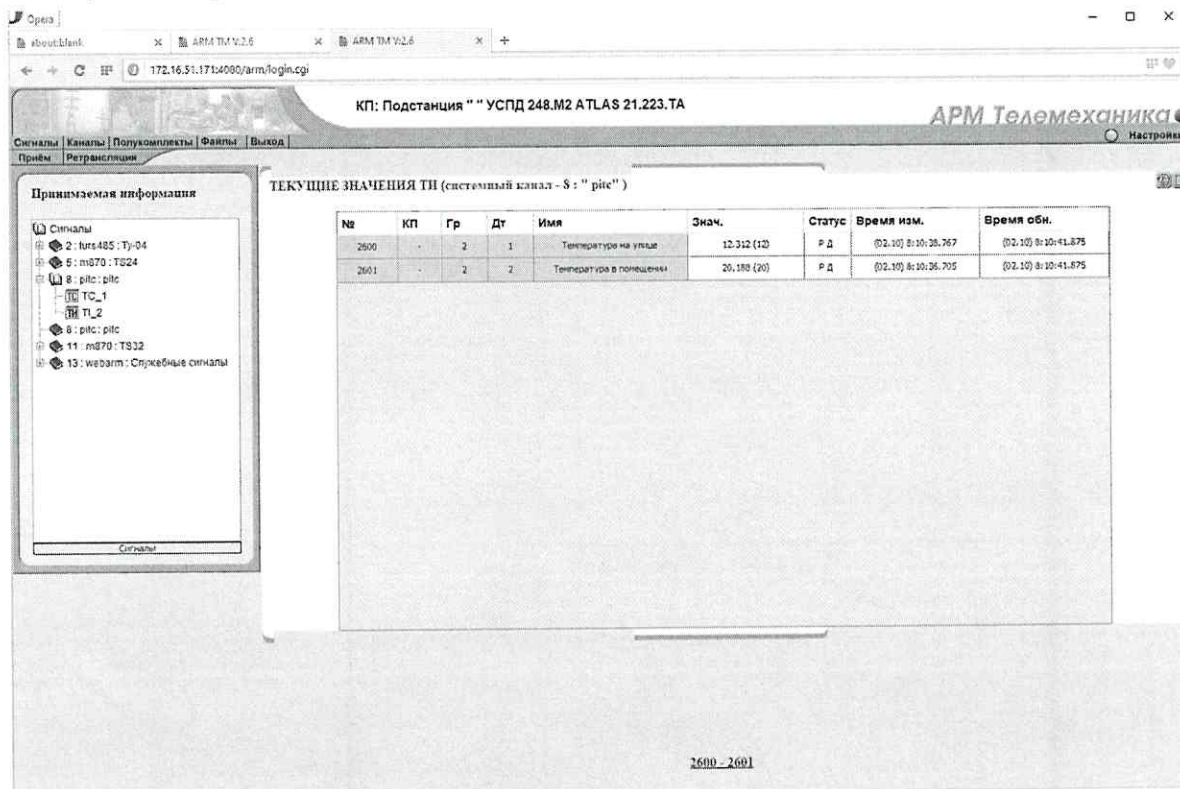 Opera
about:blank
ARM TM V:2.6
ARM TM V:2.6
172.16.51.171:4080/arm/login.cgi
КП: Подстанция " " УСПД 248.M2 ATLAS 21.223.TA
АРМ Телемеханика
Сигналы Каналы Полукомплекты Файлы Выход
Настройки
Приём Ретрансляция
Принимаемая информация
ТЕКУЩИЕ ЗНАЧЕНИЯ ТИ (системный канал - 8 : " pitc" )
Сигналы
2 : turs485 : Ту-04
5 : m870 : TS24
8 : pitc : pitc
TC TC_1
ТИ TI_2
8 : pitc : pitc
11 : m870 : TS32
13 : webarm : Служебные сигналы
Сигналы
№ КП Гр Дт Имя Знач. Статус Время изм. Время обн.
2600 - 2 1 Температура на улице 12.312 (12) Р Д (02.10) 8:10:38.767 (02.10) 8:10:41.875
2601 - 2 2 Температура в помещении 20.188 (20) Р Д (02.10) 8:10:36.705 (02.10) 8:10:41.875
2600 - 2601